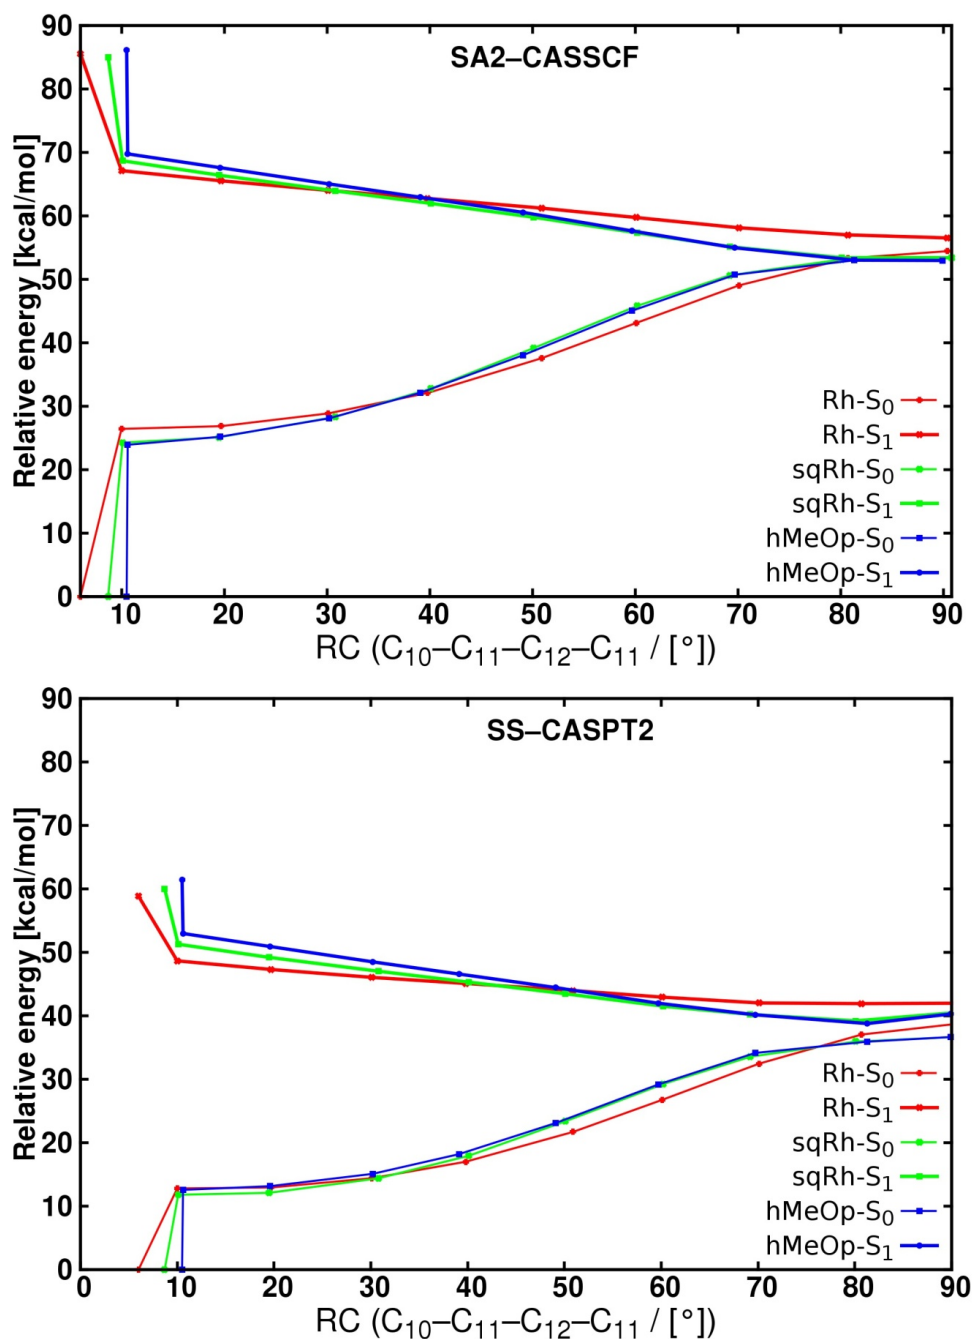 SA2–CASSCF
Relative energy [kcal/mol]
90
80
70
60
50
40
30
20
10
0
Rh-S₀
Rh-S₁
sqRh-S₀
sqRh-S₁
hMeOp-S₀
hMeOp-S₁
10 20 30 40 50 60 70 80 90
RC (C₁₀–C₁₁–C₁₂–C₁₁ / [°])
SS–CASPT2
Relative energy [kcal/mol]
90
80
70
60
50
40
30
20
10
0
Rh-S₀
Rh-S₁
sqRh-S₀
sqRh-S₁
hMeOp-S₀
hMeOp-S₁
0 10 20 30 40 50 60 70 80 90
RC (C₁₀–C₁₁–C₁₂–C₁₁ / [°])